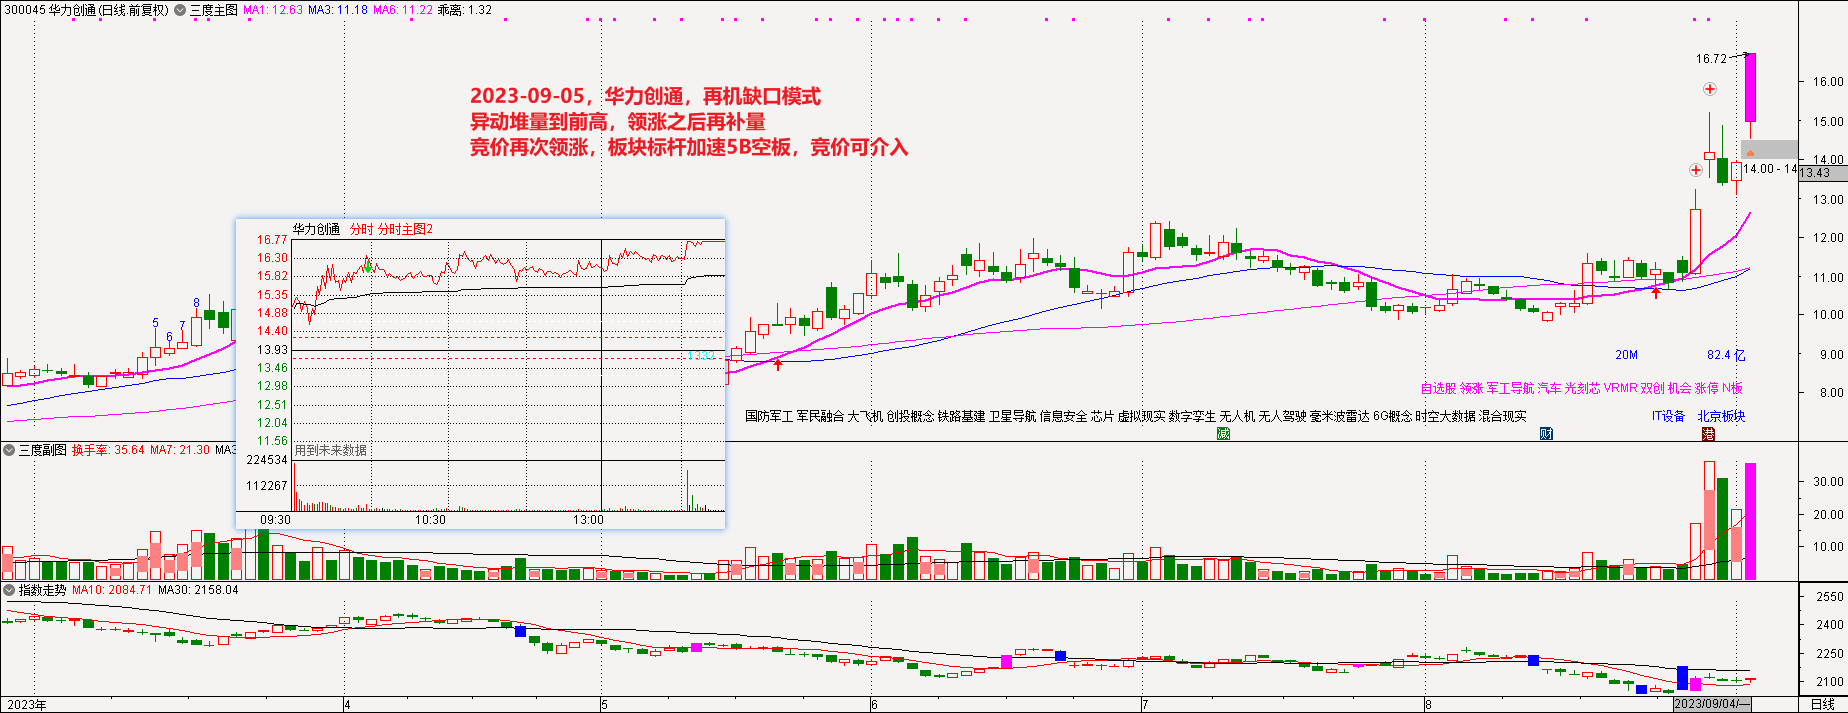 300045 华力创通(日线.前复权) 三度主图 MA1: 12.63 MA3: 11.18 MA6: 11.22 乖离: 1.32
16.72
16.00
2023-09-05，华力创通，再机缺口模式
异动堆量到前高，领涨之后再补量
竞价再次领涨，板块标杆加速5B空板，竞价可介入
15.00
14.00
14.00 - 14
13.43
13.00
12.00
11.00
10.00
9.00
8.00
5
6
7
8
华力创通 分时 分时主图2
16.77
16.30
15.82
15.35
14.88
14.40
13.93
13.46
12.98
12.51
12.04
11.56
用到未来数据
224534
112267
09:30 10:30 13:00
20M 82.4 亿
自选股 领涨 军工导航 汽车 光刻芯 VRMR 双创 机会 涨停 N板
国防军工 军民融合 大飞机 创投概念 铁路基建 卫星导航 信息安全 芯片 虚拟现实 数字孪生 无人机 无人驾驶 毫米波雷达 6G概念 时空大数据 混合现实
IT设备 北京板块
减 财 港
三度副图 换手率: 35.64 MA7: 21.30 MA3
30.00
20.00
10.00
指数走势 MA10: 2084.71 MA30: 2158.04
2550
2400
2250
2100
2023年 4 5 6 7 8 2023/09/04/一 日线